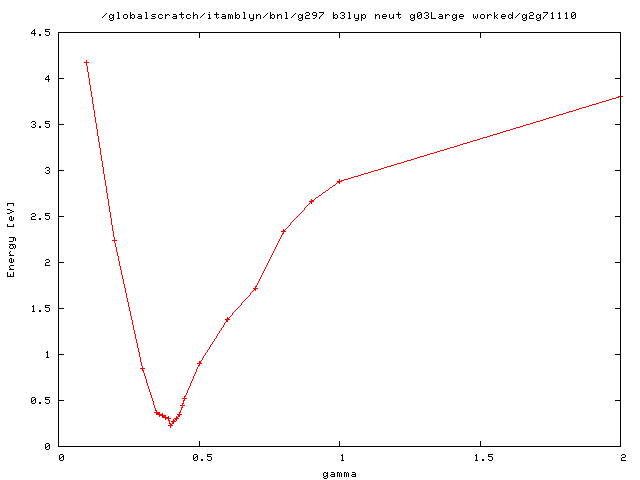 /globalscratch/itamblyn/bnl/g297 b3lyp neut g03Large worked/g2g71110
4.5
4
3.5
3
2.5
2
1.5
1
0.5
0
Energy [eV]
0 0.5 1 1.5 2
gamma